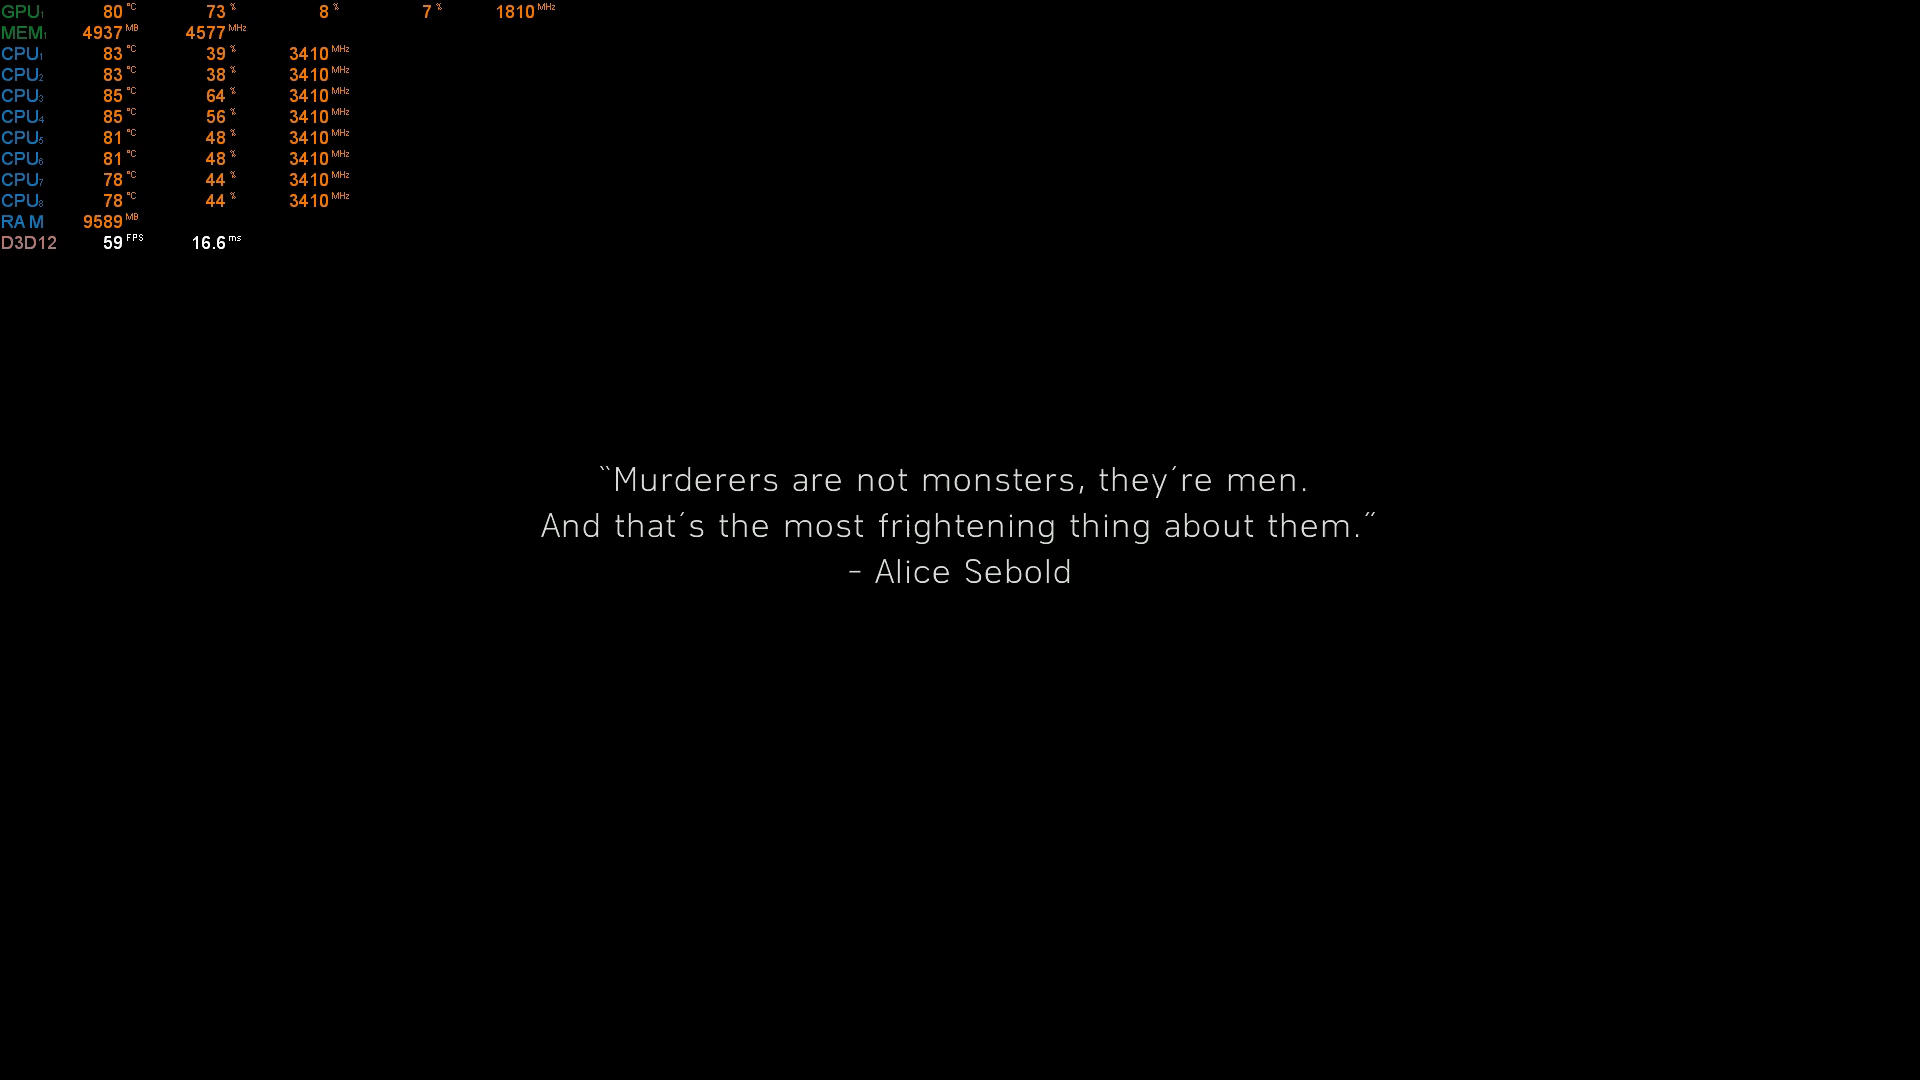 GPU1 80 °C 73 % 8 % 7 % 1810 MHz
MEM1 4937 MB 4577 MHz
CPU1 83 °C 39 % 3410 MHz
CPU2 83 °C 38 % 3410 MHz
CPU3 85 °C 64 % 3410 MHz
CPU4 85 °C 56 % 3410 MHz
CPU5 81 °C 48 % 3410 MHz
CPU6 81 °C 48 % 3410 MHz
CPU7 78 °C 44 % 3410 MHz
CPU8 78 °C 44 % 3410 MHz
RAM 9589 MB
D3D12 59 FPS 16.6 ms
“Murderers are not monsters, they´re men.
And that´s the most frightening thing about them.”
- Alice Sebold